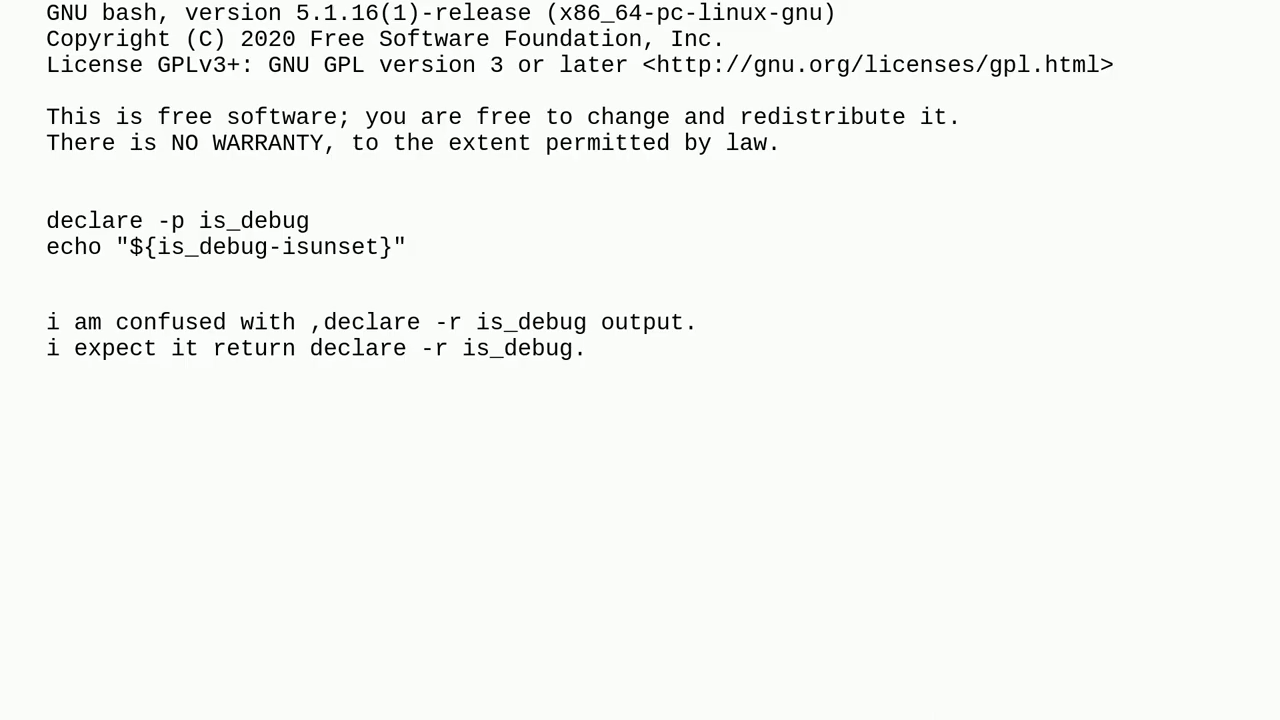 GNU bash, version 5.1.16(1)-release (x86_64-pc-linux-gnu)
Copyright (C) 2020 Free Software Foundation, Inc.
License GPLv3+: GNU GPL version 3 or later <http://gnu.org/licenses/gpl.html>
This is free software; you are free to change and redistribute it.
There is NO WARRANTY, to the extent permitted by law.
declare -p is_debug
echo "${is_debug-isunset}"
i am confused with ,declare -r is_debug output.
i expect it return declare -r is_debug.